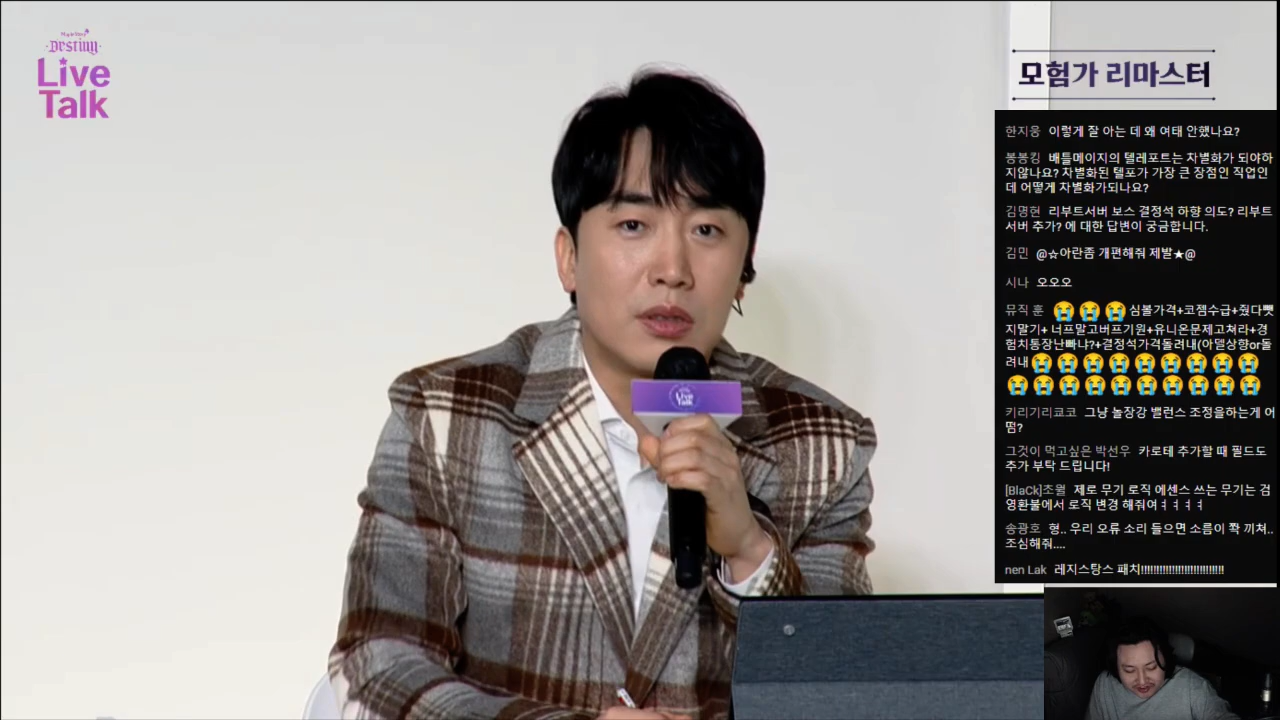 MapleStory
DESTINY
Live
Talk
모험가 리마스터
한지웅 이렇게 잘 아는 데 왜 여태 안했나요?
봉봉킹 배틀메이지의 텔레포트는 차별화가 되야하
지않나요? 차별화된 텔포가 가장 큰 장점인 직업인
데 어떻게 차별화가되나요?
김명현 리부트서버 보스 결정석 하향 의도? 리부트
서버 추가? 에 대한 답변이 궁금합니다.
김민 @☆아란좀 개편해줘 제발★@
시나 오오오
뮤직 훈 😭😭😭심볼가격+코젬수급+줬다뺏
지말기+ 너프말고버프기원+유니온문제고쳐라+경
험치통장난빠냐?+결정석가격돌려내(아델상향or돌
려내😭😭😭😭😭😭😭😭😭
😭😭😭😭😭😭😭😭😭😭
키리기리쿄코 그냥 놀장강 밸런스 조정을하는게 어
떰?
그것이 먹고싶은 박선우 카로테 추가할 때 필드도
추가 부탁 드립니다!
[BlaCk]조월 제로 무기 로직 에센스 쓰는 무기는 검
영환불에서 로직 변경 해줘여ㅕㅕㅕㅕ
송광호 형.. 우리 오류 소리 들으면 소름이 쫙 끼쳐..
조심해줘....
nen Lak 레지스탕스 패치!!!!!!!!!!!!!!!!!!!!!!!!!!!!
Live
Talk